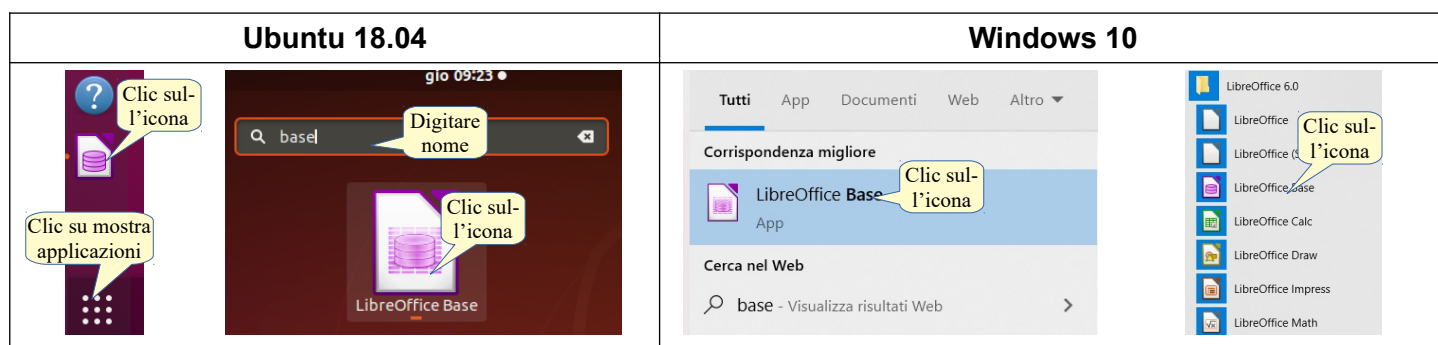 Ubuntu 18.04
Windows 10
?
Clic sul-
l'icona
Clic su mostra
applicazioni
gio 09:23
base
Digitare
nome
Clic sul-
l'icona
LibreOffice Base
Tutti App Documenti Web Altro
Corrispondenza migliore
LibreOffice Base
App
Clic sul-
l'icona
Cerca nel Web
base - Visualizza risultati Web
LibreOffice 6.0
LibreOffice
LibreOffice (S
Clic sul-
l'icona
LibreOffice Base
LibreOffice Calc
LibreOffice Draw
LibreOffice Impress
LibreOffice Math